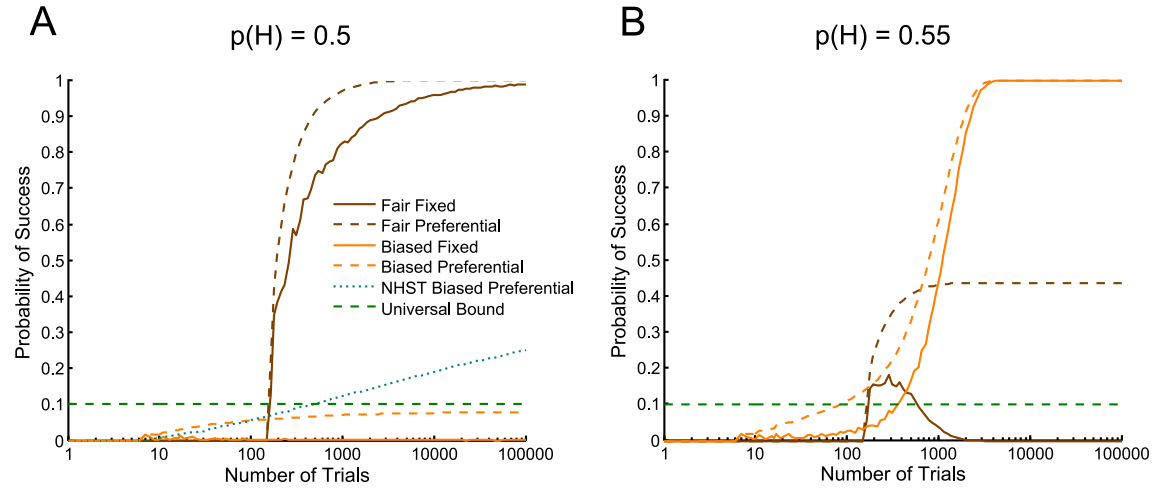 A
p(H) = 0.5
Probability of Success
1
0.9
0.8
0.7
0.6
0.5
0.4
0.3
0.2
0.1
0
Fair Fixed
Fair Preferential
Biased Fixed
Biased Preferential
NHST Biased Preferential
Universal Bound
1 10 100 1000 10000 100000
Number of Trials
B
p(H) = 0.55
Probability of Success
1
0.9
0.8
0.7
0.6
0.5
0.4
0.3
0.2
0.1
0
1 10 100 1000 10000 100000
Number of Trials